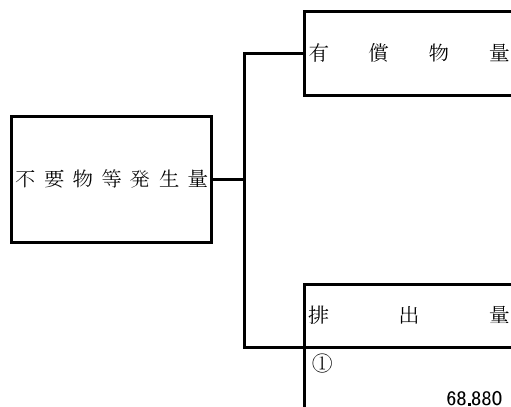 有償物量
不要物等発生量
排出量
①
68,880